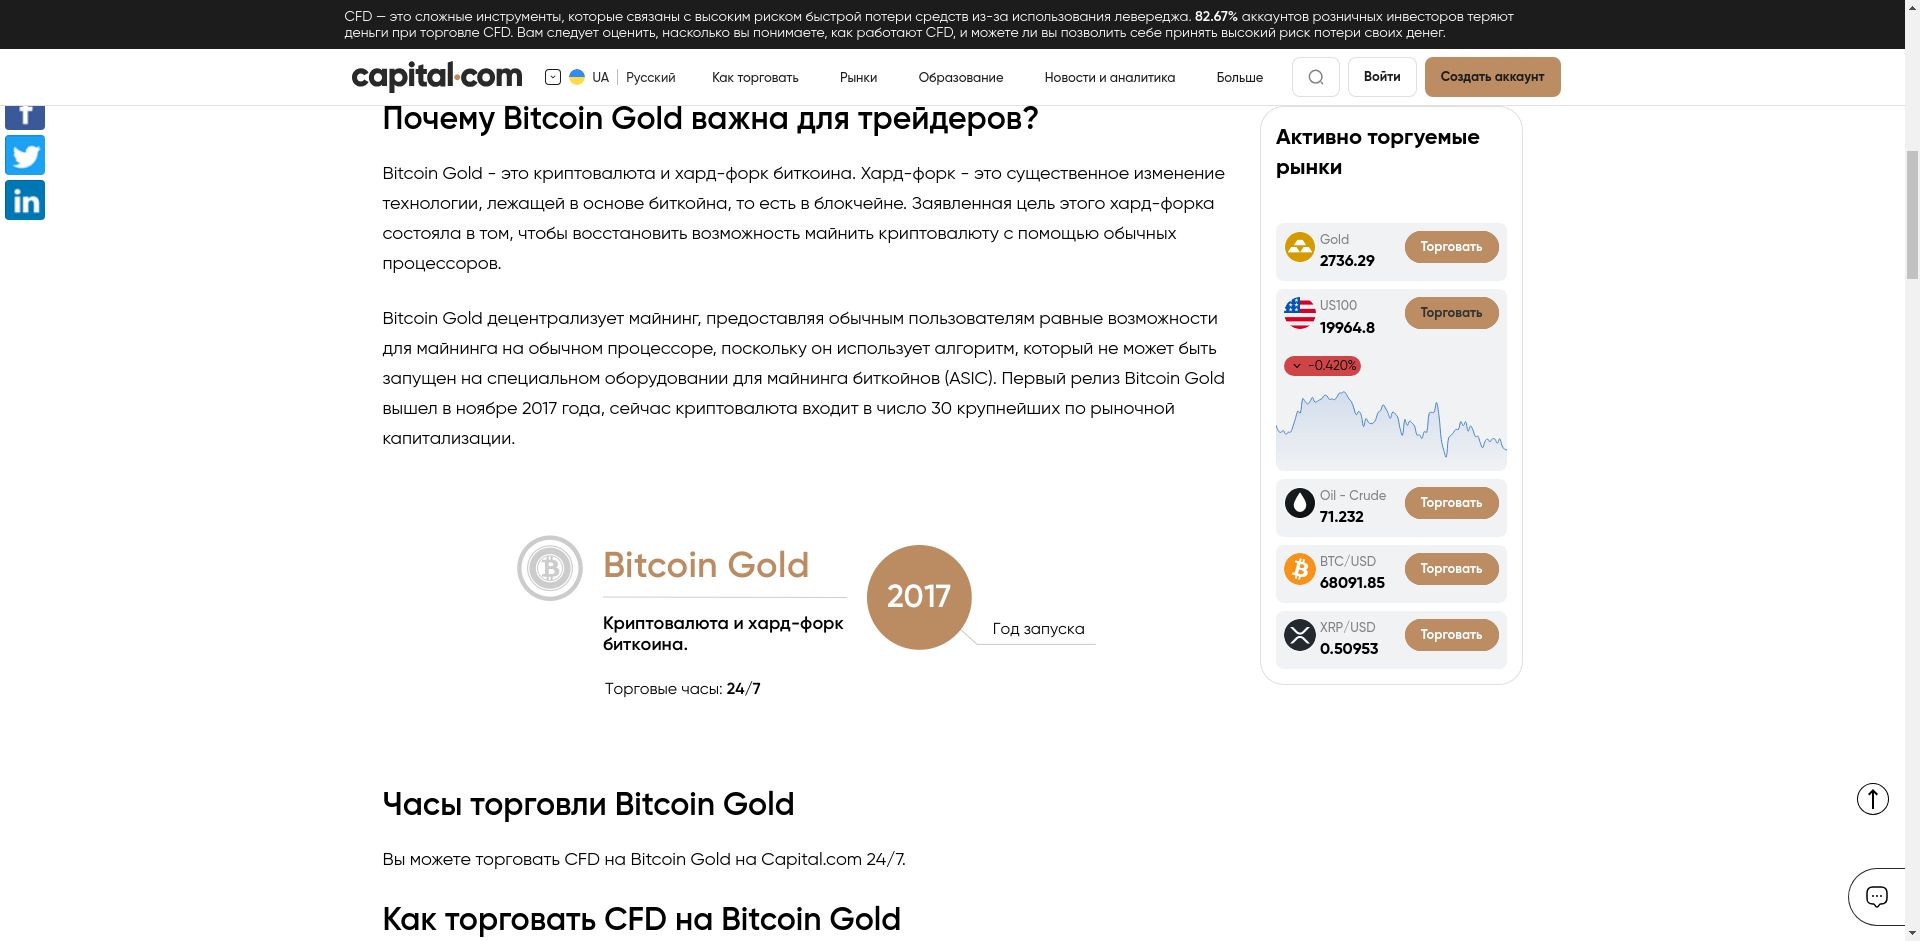 CFD — это сложные инструменты, которые связаны с высоким риском быстрой потери средств из-за использования левереджа. 82.67% аккаунтов розничных инвесторов теряют
деньги при торговле CFD. Вам следует оценить, насколько вы понимаете, как работают CFD, и можете ли вы позволить себе принять высокий риск потери своих денег.
capital.com
UA | Русский
Как торговать
Рынки
Образование
Новости и аналитика
Больше
Войти
Создать аккаунт
Почему Bitcoin Gold важна для трейдеров?
Bitcoin Gold - это криптовалюта и хард-форк биткоина. Хард-форк - это существенное изменение
технологии, лежащей в основе биткойна, то есть в блокчейне. Заявленная цель этого хард-форка
состояла в том, чтобы восстановить возможность майнить криптовалюту с помощью обычных
процессоров.
Bitcoin Gold децентрализует майнинг, предоставляя обычным пользователям равные возможности
для майнинга на обычном процессоре, поскольку он использует алгоритм, который не может быть
запущен на специальном оборудовании для майнинга биткойнов (ASIC). Первый релиз Bitcoin Gold
вышел в ноябре 2017 года, сейчас криптовалюта входит в число 30 крупнейших по рыночной
капитализации.
Bitcoin Gold
Криптовалюта и хард-форк
биткоина.
Торговые часы: 24/7
2017
Год запуска
Часы торговли Bitcoin Gold
Вы можете торговать CFD на Bitcoin Gold на Capital.com 24/7.
Как торговать CFD на Bitcoin Gold
Активно торгуемые
рынки
Gold
2736.29
Торговать
US100
19964.8
Торговать
-0.420%
Oil - Crude
71.232
Торговать
BTC/USD
68091.85
Торговать
XRP/USD
0.50953
Торговать